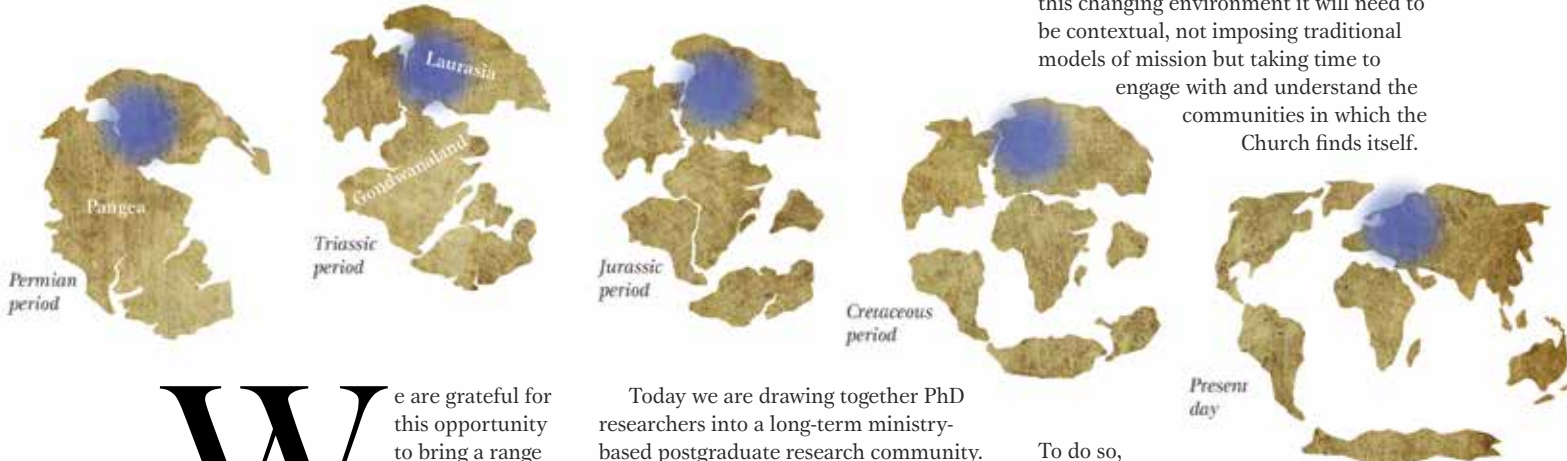 this changing environment it will need to
be contextual, not imposing traditional
models of mission but taking time to
engage with and understand the
communities in which the
Church finds itself.
Laurasia
Gondwanaland
Pangea
Permian
period
Triassic
period
Jurassic
period
Cretaceous
period
Present
day
We are grateful for
this opportunity
to bring a range
Today we are drawing together PhD
researchers into a long-term ministry-
based postgraduate research community.
To do so,